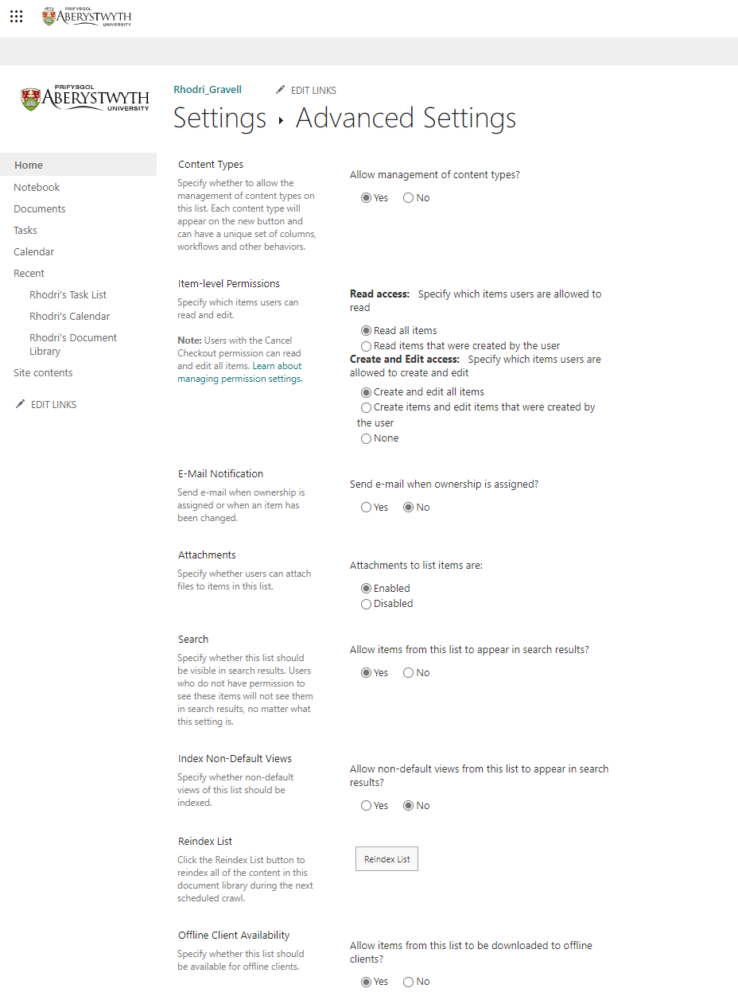 1872
PRIFYSGOL
ABERYSTWYTH
UNIVERSITY
PRIFYSGOL
ABERYSTWYTH
UNIVERSITY
Rhodri_Gravell
EDIT LINKS
Settings ▸ Advanced Settings
Home
Notebook
Documents
Tasks
Calendar
Recent
Rhodri's Task List
Rhodri's Calendar
Rhodri's Document
Library
Site contents
EDIT LINKS
Content Types
Specify whether to allow the
management of content types on
this list. Each content type will
appear on the new button and
can have a unique set of columns,
workflows and other behaviors.
Allow management of content types?
Yes No
Item-level Permissions
Specify which items users can
read and edit.
Note: Users with the Cancel
Checkout permission can read
and edit all items. Learn about
managing permission settings.
Read access: Specify which items users are allowed to
read
Read all items
Read items that were created by the user
Create and Edit access: Specify which items users are
allowed to create and edit
Create and edit all items
Create items and edit items that were created by
the user
None
E-Mail Notification
Send e-mail when ownership is
assigned or when an item has
been changed.
Send e-mail when ownership is assigned?
Yes No
Attachments
Specify whether users can attach
files to items in this list.
Attachments to list items are:
Enabled
Disabled
Search
Specify whether this list should
be visible in search results. Users
who do not have permission to
see these items will not see them
in search results, no matter what
this setting is.
Allow items from this list to appear in search results?
Yes No
Index Non-Default Views
Specify whether non-default
views of this list should be
indexed.
Allow non-default views from this list to appear in search
results?
Yes No
Reindex List
Click the Reindex List button to
reindex all of the content in this
document library during the next
scheduled crawl.
Reindex List
Offline Client Availability
Specify whether this list should
be available for offline clients.
Allow items from this list to be downloaded to offline
clients?
Yes No